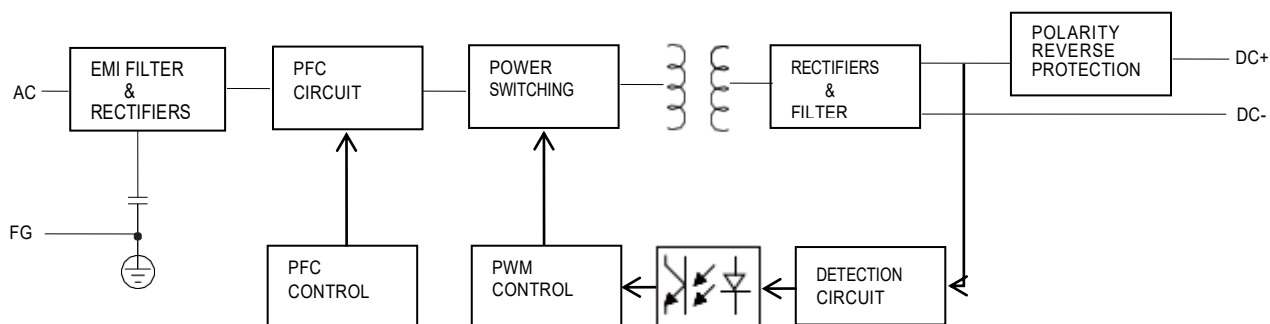 AC
EMI FILTER
&
RECTIFIERS
PFC
CIRCUIT
POWER
SWITCHING
RECTIFIERS
&
FILTER
POLARITY
REVERSE
PROTECTION
DC+
DC-
FG
PFC
CONTROL
PWM
CONTROL
DETECTION
CIRCUIT